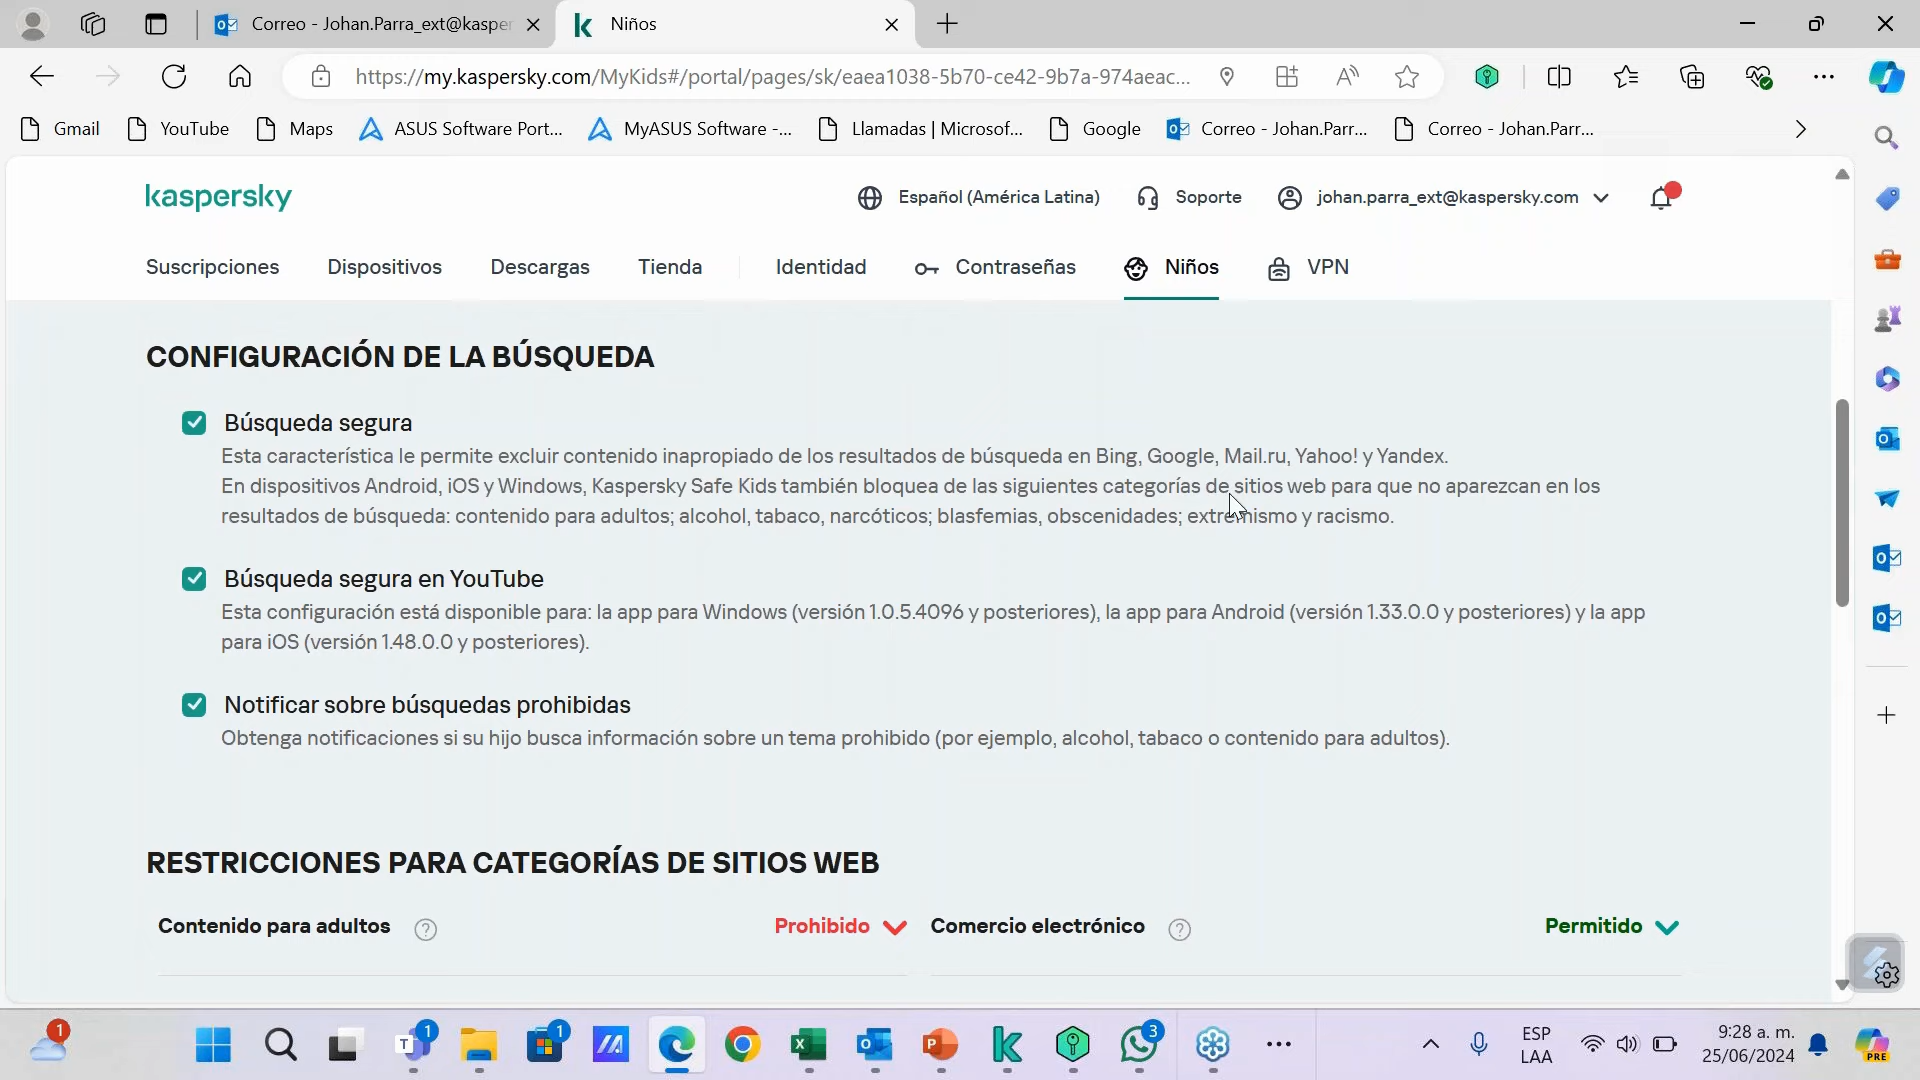 Correo - Johan.Parra_ext@kasper
Niños
https://my.kaspersky.com/MyKids#/portal/pages/sk/eaea1038-5b70-ce42-9b7a-974aeac...
Gmail
YouTube
Maps
ASUS Software Port...
MyASUS Software -...
Llamadas | Microsof...
Google
Correo - Johan.Parr...
Correo - Johan.Parr...
kaspersky
Español (América Latina)
Soporte
johan.parra_ext@kaspersky.com
Suscripciones
Dispositivos
Descargas
Tienda
Identidad
Contraseñas
Niños
VPN
CONFIGURACIÓN DE LA BÚSQUEDA
Búsqueda segura
Esta característica le permite excluir contenido inapropiado de los resultados de búsqueda en Bing, Google, Mail.ru, Yahoo! y Yandex.
En dispositivos Android, iOS y Windows, Kaspersky Safe Kids también bloquea de las siguientes categorías de sitios web para que no aparezcan en los
resultados de búsqueda: contenido para adultos; alcohol, tabaco, narcóticos; blasfemias, obscenidades; extremismo y racismo.
Búsqueda segura en YouTube
Esta configuración está disponible para: la app para Windows (versión 1.0.5.4096 y posteriores), la app para Android (versión 1.33.0.0 y posteriores) y la app
para iOS (versión 1.48.0.0 y posteriores).
Notificar sobre búsquedas prohibidas
Obtenga notificaciones si su hijo busca información sobre un tema prohibido (por ejemplo, alcohol, tabaco o contenido para adultos).
RESTRICCIONES PARA CATEGORÍAS DE SITIOS WEB
Contenido para adultos
Prohibido
Comercio electrónico
Permitido
1
1
1
3
ESP
LAA
9:28 a. m.
25/06/2024
PRE